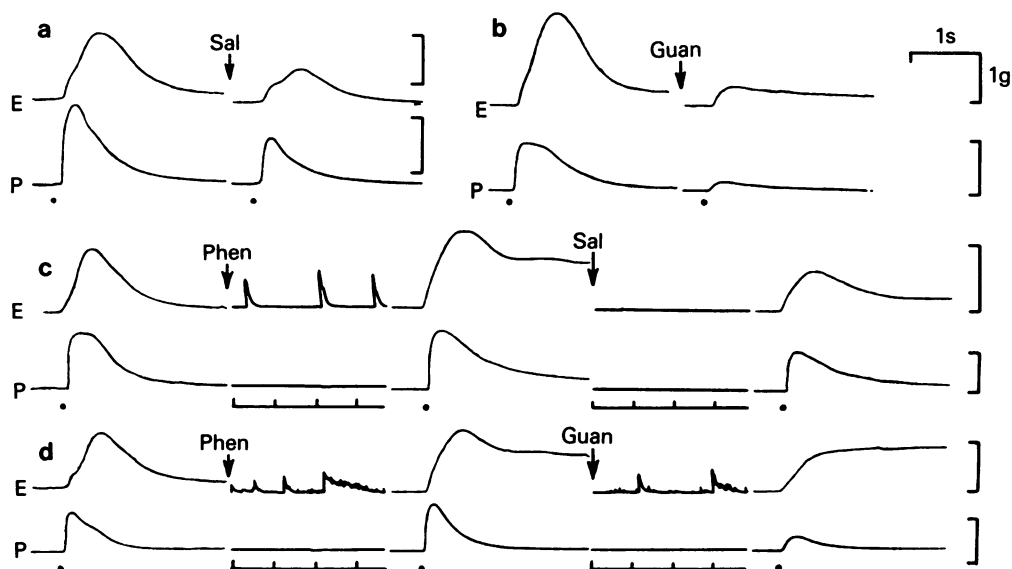 a Sal b Guan 1s
1g
E E
P P
c Phen Sal
E
P
d Phen Guan
E
P